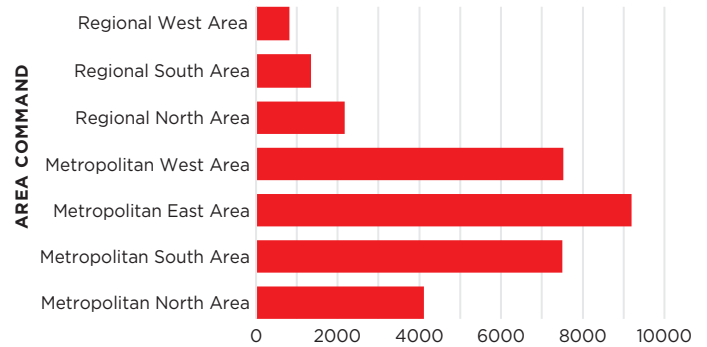 AREA COMMAND
Regional West Area
Regional South Area
Regional North Area
Metropolitan West Area
Metropolitan East Area
Metropolitan South Area
Metropolitan North Area
0 2000 4000 6000 8000 10000